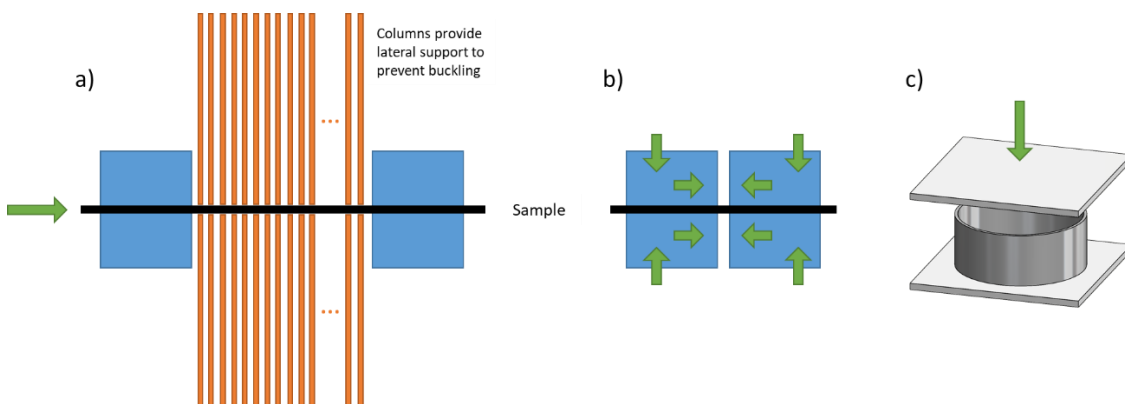 Columns provide
lateral support to
prevent buckling
a)
b)
c)
...
...
Sample